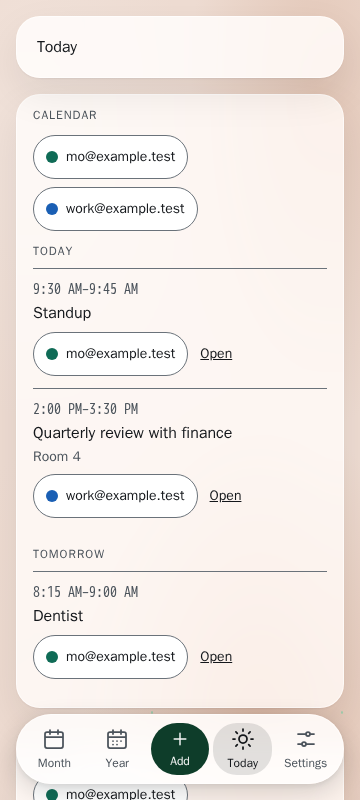 Today
CALENDAR
mo@example.test
work@example.test
TODAY
9:30 AM–9:45 AM
Standup
mo@example.test Open
2:00 PM–3:30 PM
Quarterly review with finance
Room 4
work@example.test Open
TOMORROW
8:15 AM–9:00 AM
Dentist
mo@example.test Open
Month Year Add Today Settings
mo@example.test